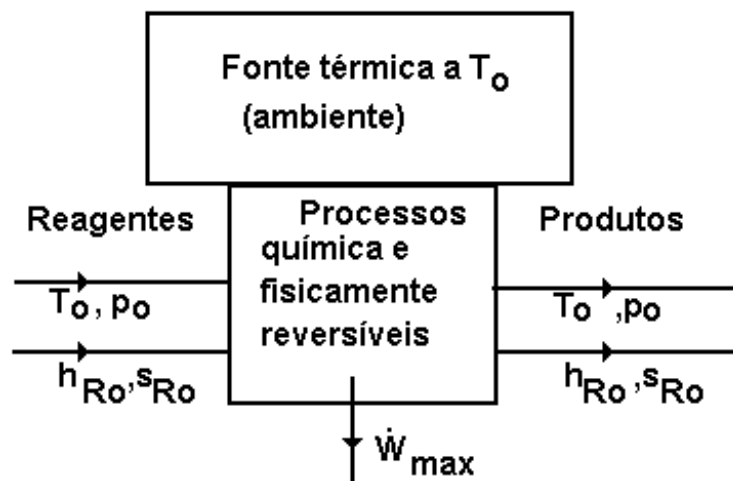 Fonte térmica a To
(ambiente)
Reagentes
Processos
química e
fisicamente
reversíveis
Produtos
To, po
hRo,sRo
To ,po
hRo,sRo
Ẇmax